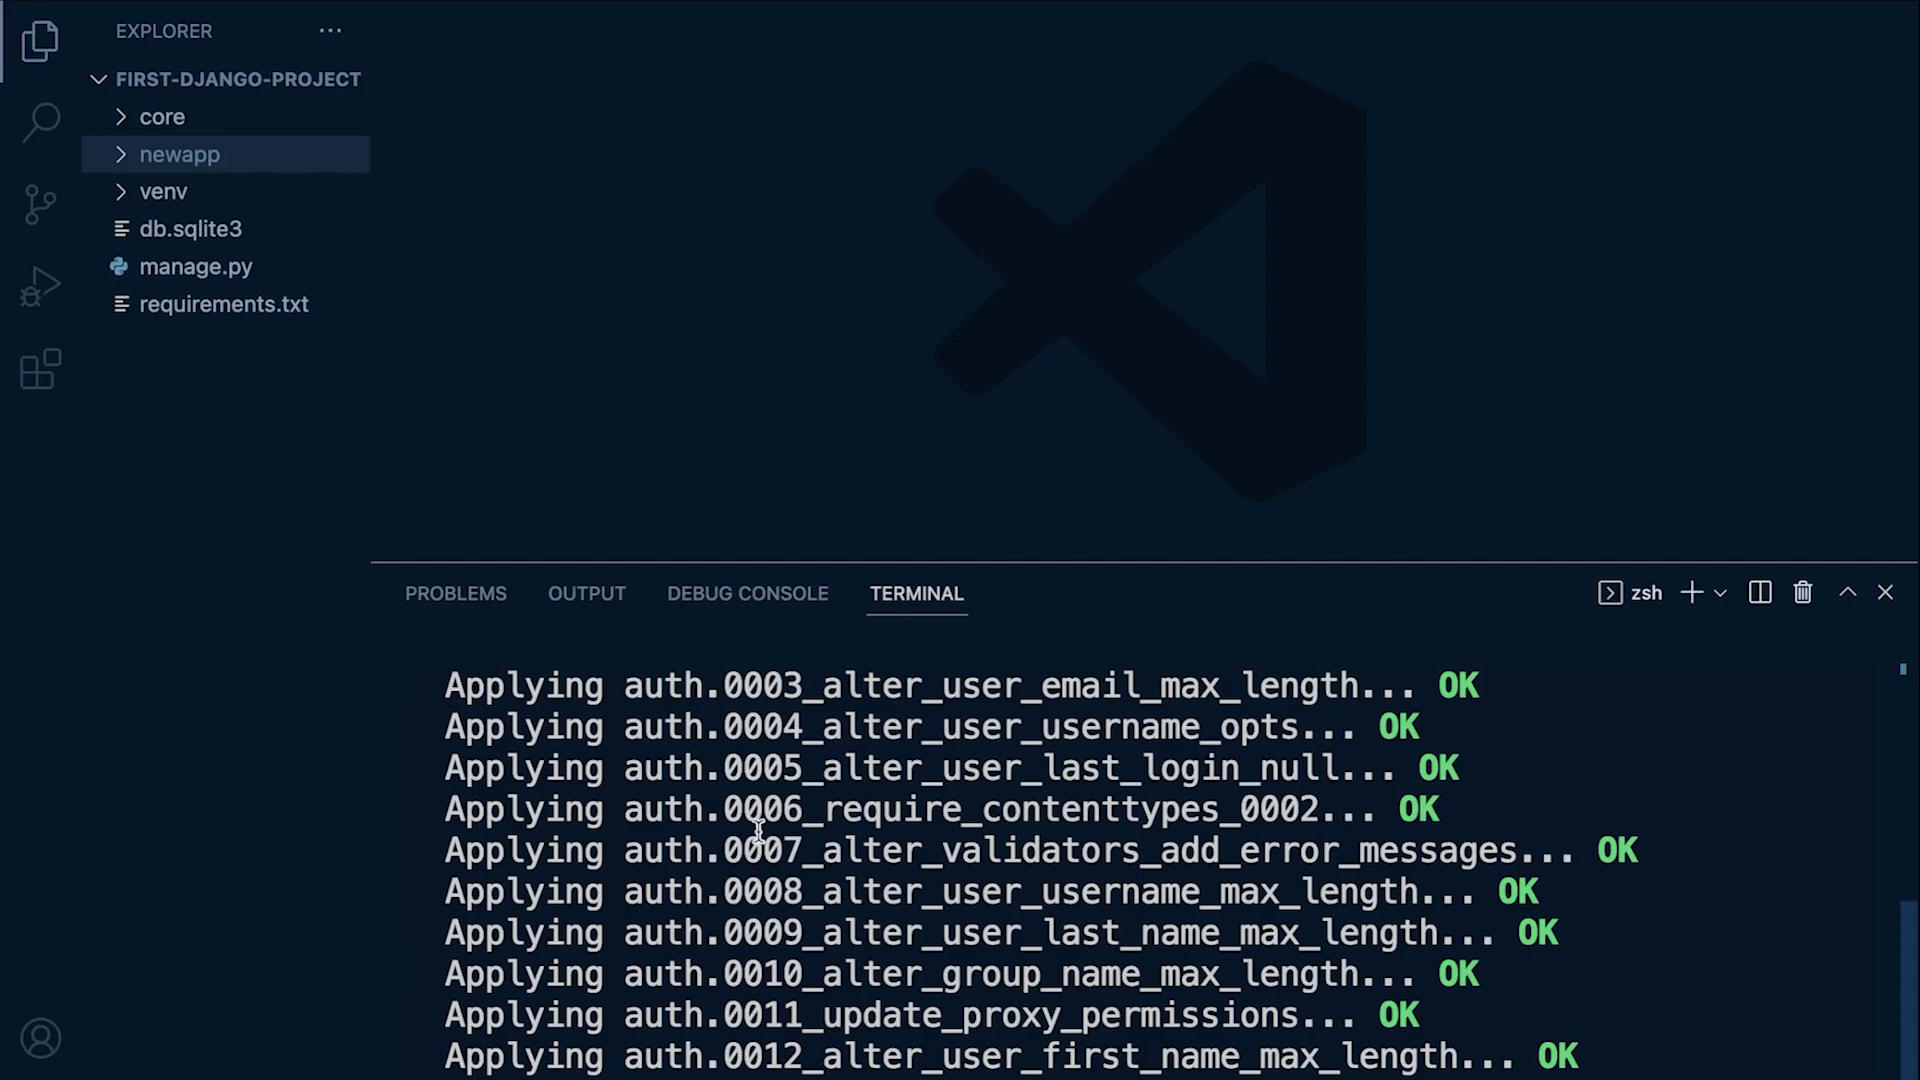 EXPLORER ...
FIRST-DJANGO-PROJECT
core
newapp
venv
db.sqlite3
manage.py
requirements.txt
PROBLEMS OUTPUT DEBUG CONSOLE TERMINAL zsh
Applying auth.0003_alter_user_email_max_length... OK
Applying auth.0004_alter_user_username_opts... OK
Applying auth.0005_alter_user_last_login_null... OK
Applying auth.0006_require_contenttypes_0002... OK
Applying auth.0007_alter_validators_add_error_messages... OK
Applying auth.0008_alter_user_username_max_length... OK
Applying auth.0009_alter_user_last_name_max_length... OK
Applying auth.0010_alter_group_name_max_length... OK
Applying auth.0011_update_proxy_permissions... OK
Applying auth.0012_alter_user_first_name_max_length... OK